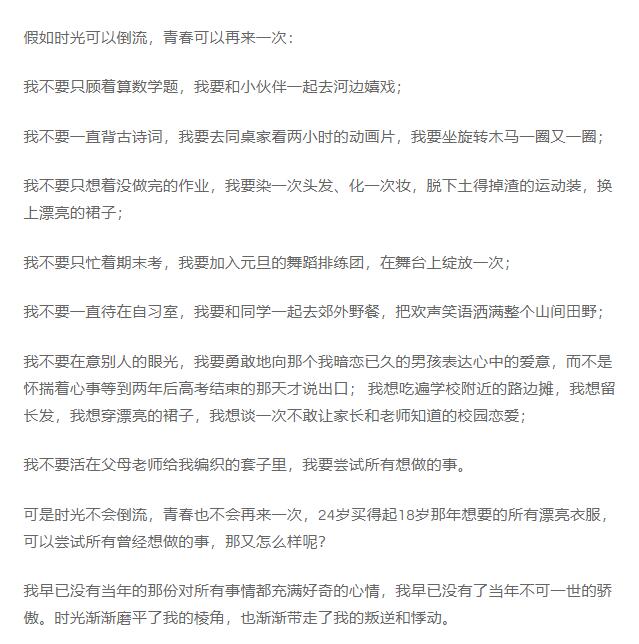 假如时光可以倒流，青春可以再来一次：
我不要只顾着算数学题，我要和小伙伴一起去河边嬉戏；
我不要一直背古诗词，我要去同桌家看两小时的动画片，我要坐旋转木马一圈又一圈；
我不要只想着没做完的作业，我要染一次头发、化一次妆，脱下土得掉渣的运动装，换
上漂亮的裙子；
我不要只忙着期末考，我要加入元旦的舞蹈排练团，在舞台上绽放一次；
我不要一直待在自习室，我要和同学一起去郊外野餐，把欢声笑语洒满整个山间田野；
我不要在意别人的眼光，我要勇敢地向那个我暗恋已久的男孩表达心中的爱意，而不是
怀揣着心事等到两年后高考结束的那天才说出口； 我想吃遍学校附近的路边摊，我想留
长发，我想穿漂亮的裙子，我想谈一次不敢让家长和老师知道的校园恋爱；
我不要活在父母老师给我编织的套子里，我要尝试所有想做的事。
可是时光不会倒流，青春也不会再来一次，24岁买得起18岁那年想要的所有漂亮衣服，
可以尝试所有曾经想做的事，那又怎么样呢？
我早已没有当年的那份对所有事情都充满好奇的心情，我早已没有了当年不可一世的骄
傲。时光渐渐磨平了我的棱角，也渐渐带走了我的叛逆和悸动。